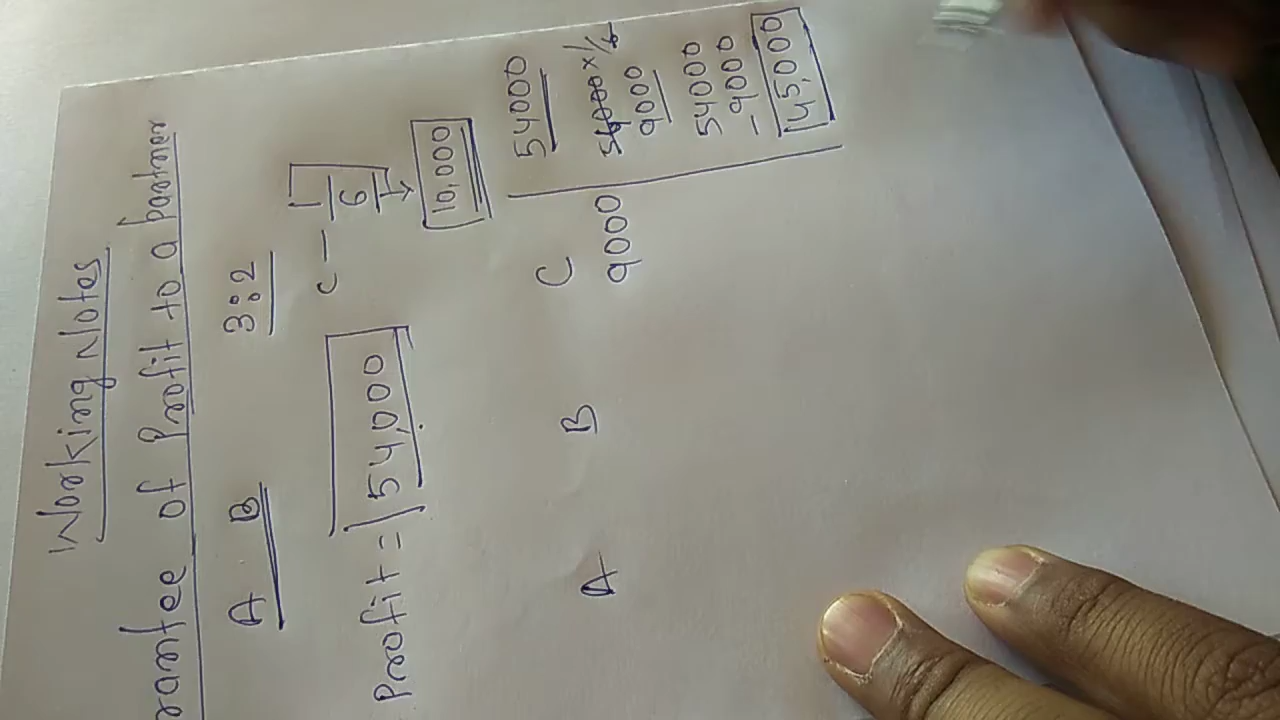 Working Notes
rantee of Profit to a partner
A B 3:2
C - 1/6
Profit = 54,000
10,000
A B C
9000
54000
54000 x 1/6
9000
54000
- 9000
45,000